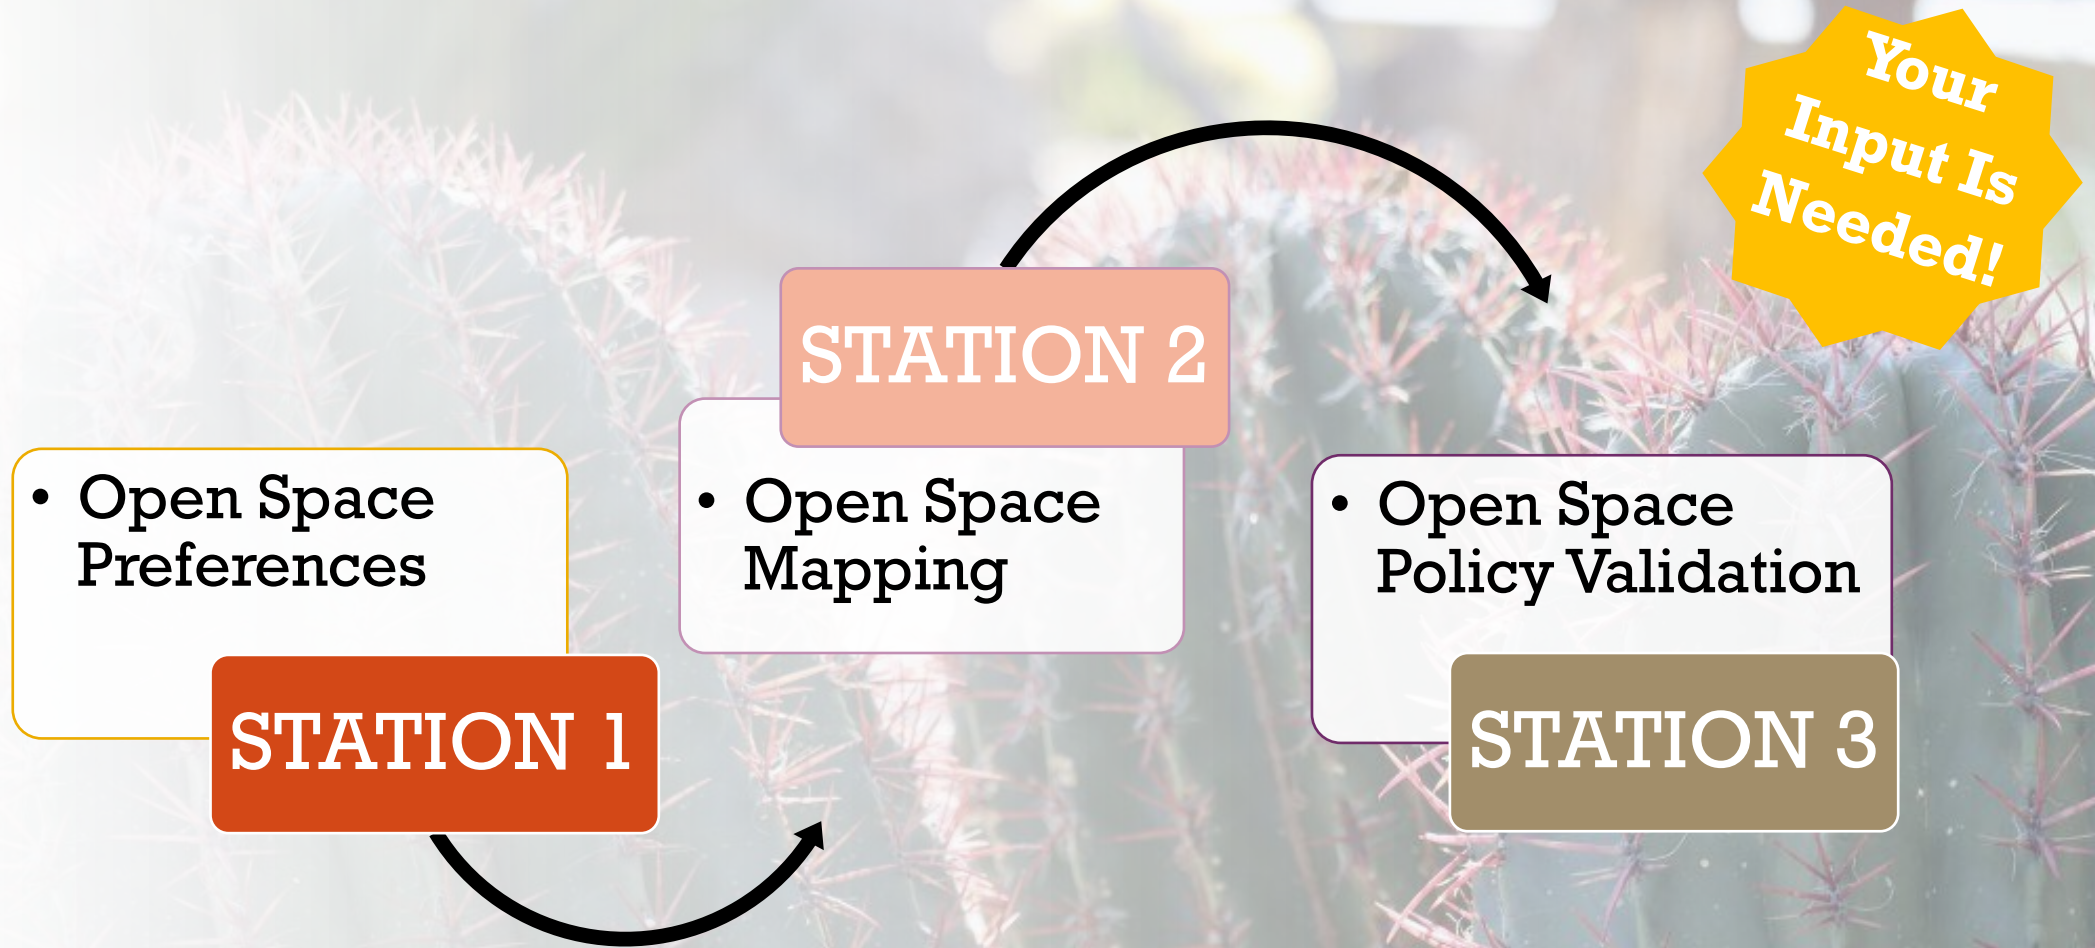 Your
Input Is
Needed!
STATION 2
• Open Space
Preferences
• Open Space
Mapping
• Open Space
Policy Validation
STATION 1
STATION 3